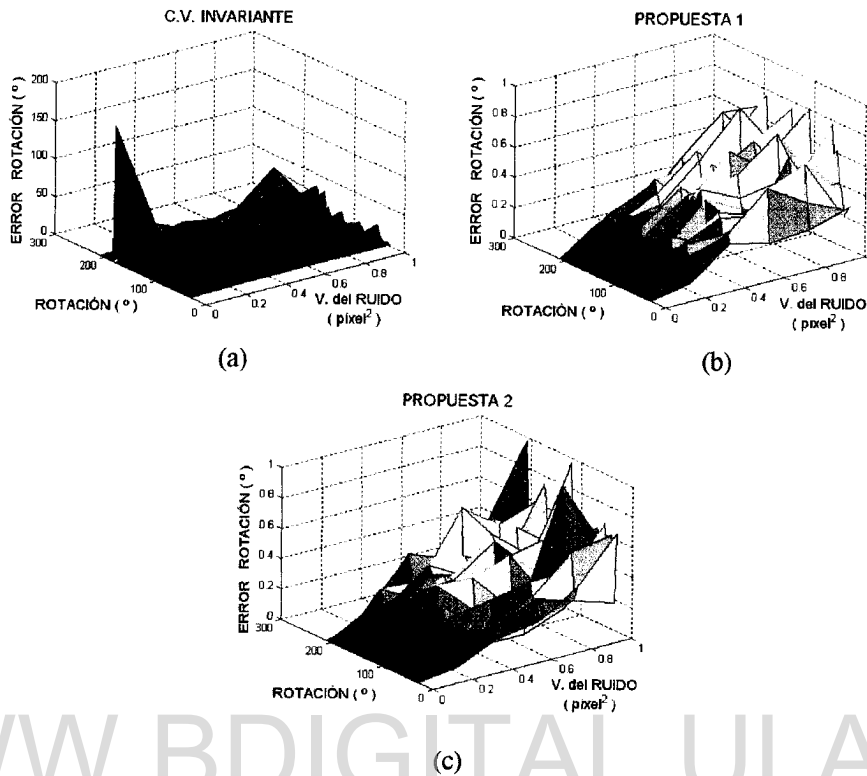 C.V. INVARIANTE
ERROR ROTACIÓN (º)
200
150
100
50
0
300
200
100
0
ROTACIÓN (º)
0
0.2
0.4
0.6
0.8
1
V. del RUIDO
( pixel²)
(a)
PROPUESTA 1
ERROR ROTACIÓN (º)
1
0.8
0.6
0.4
0.2
0
300
200
100
0
ROTACIÓN (º)
0
0.2
0.4
0.6
0.8
V. del RUIDO
( pixel²)
(b)
PROPUESTA 2
ERROR ROTACIÓN (º)
1
0.8
0.6
0.4
0.2
0
300
200
100
0
ROTACIÓN (º)
0
0.2
0.4
0.6
0.8
1
V. del RUIDO
( pixel²)
(c)
WW BDIGITAL ULA